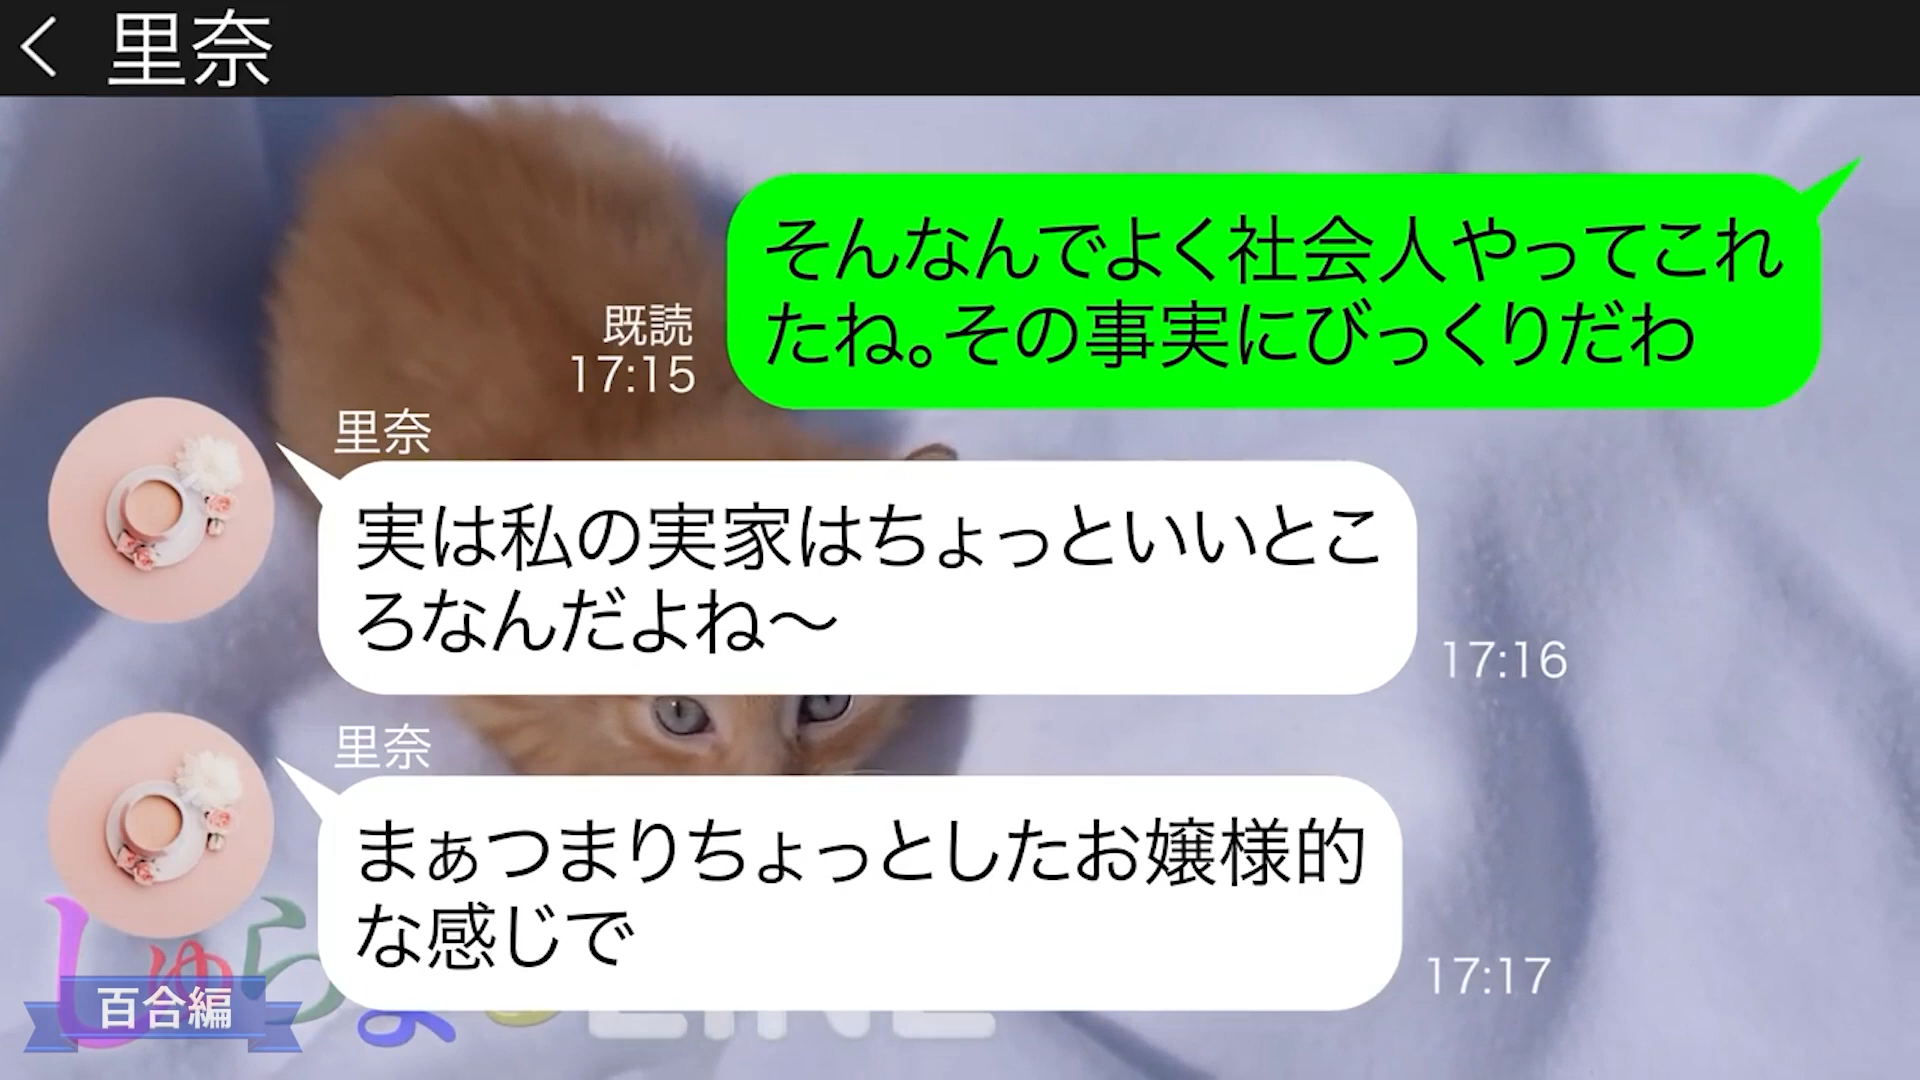 里奈
そんなんでよく社会人やってこれ
たね。その事実にびっくりだわ
既読
17:15
里奈
実は私の実家はちょっといいとこ
ろなんだよね〜
17:16
里奈
まぁつまりちょっとしたお嬢様的
な感じで
17:17
百合編
LINE